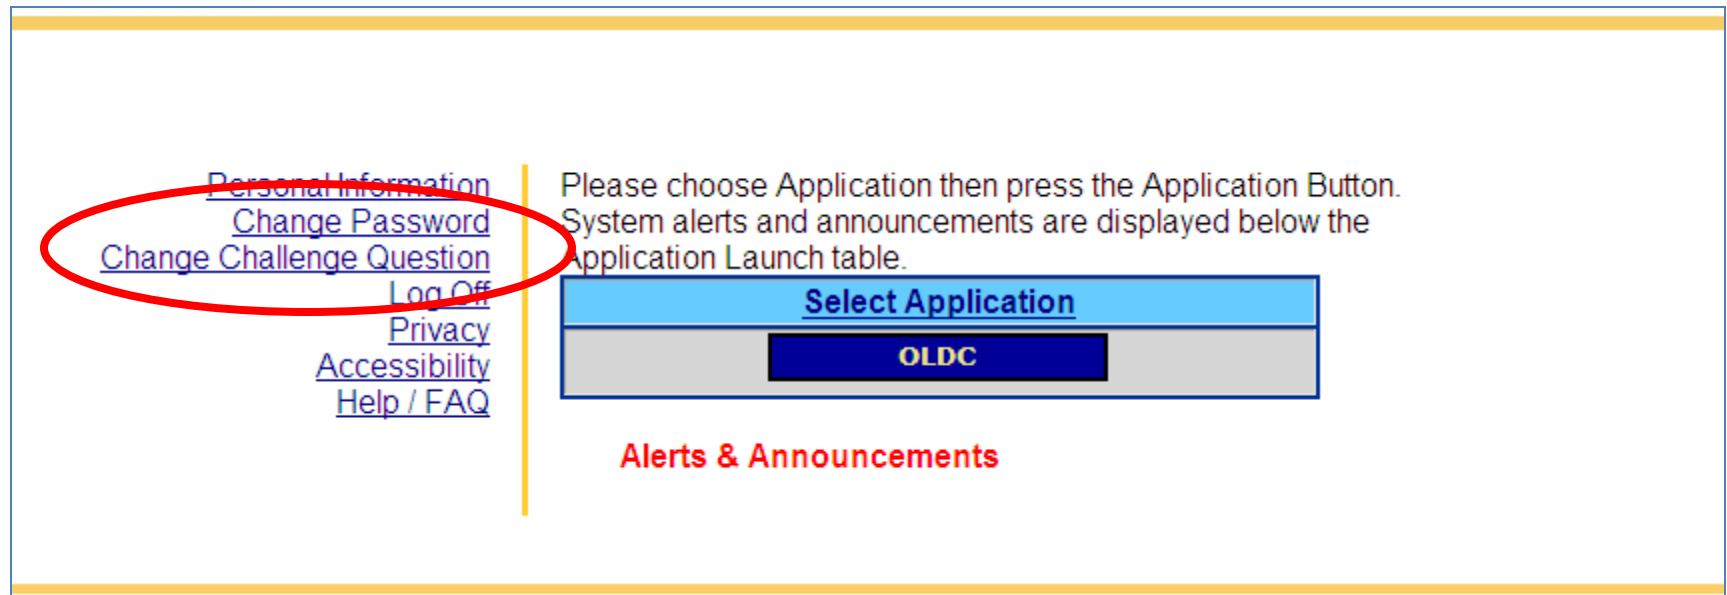 Personal Information
Change Password
Change Challenge Question
Log Off
Privacy
Accessibility
Help / FAQ
Please choose Application then press the Application Button.
System alerts and announcements are displayed below the
Application Launch table.
Select Application
OLDC
Alerts & Announcements